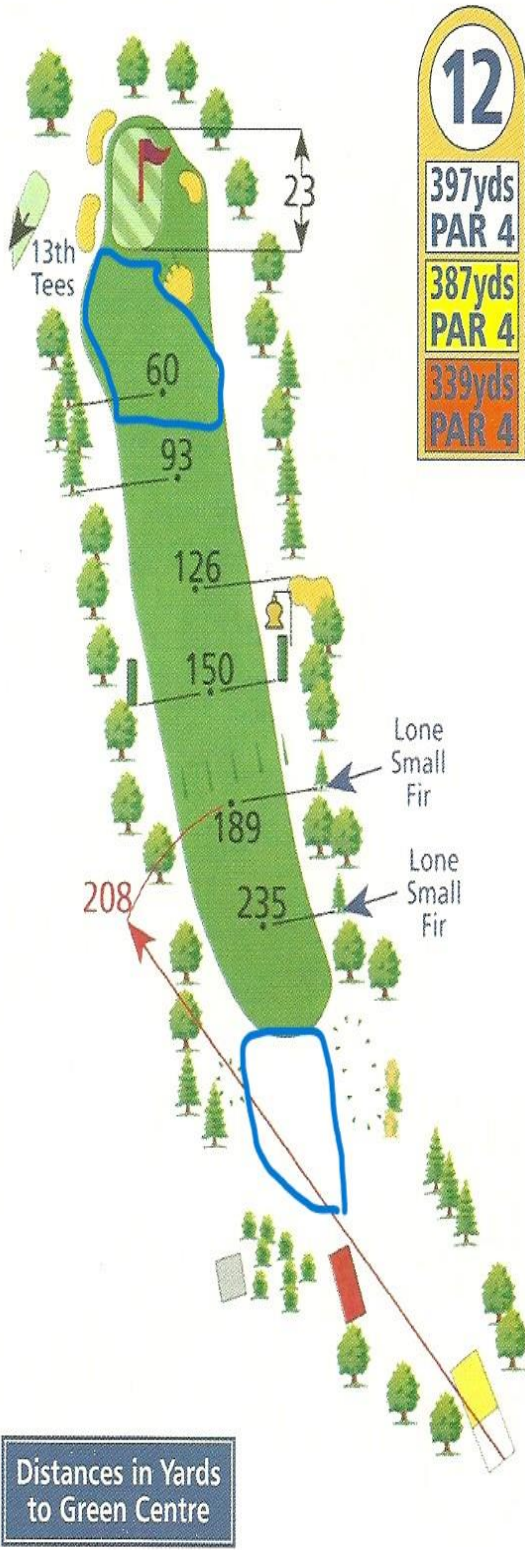 12
397yds
PAR 4
387yds
PAR 4
339yds
PAR 4
23
13th
Tees
60
93
126
150
Lone
Small
Fir
189
208
235
Lone
Small
Fir
Distances in Yards
to Green Centre